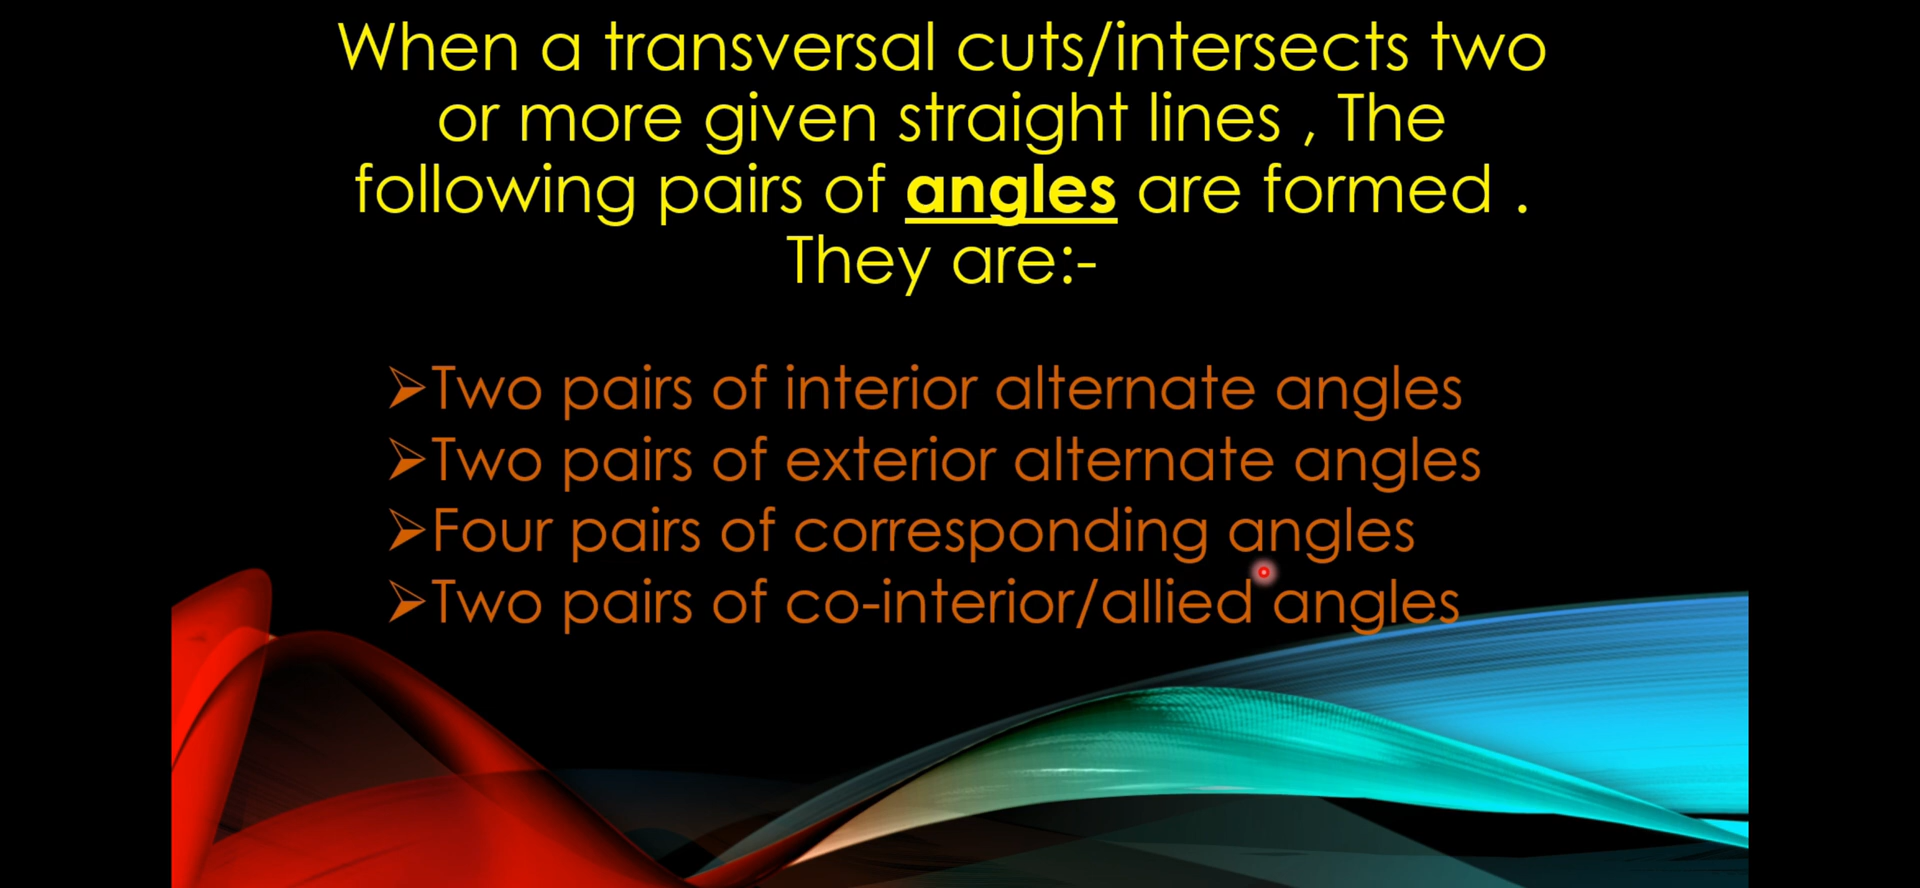 When a transversal cuts/intersects two
or more given straight lines , The
following pairs of angles are formed .
They are:-
➢Two pairs of interior alternate angles
➢Two pairs of exterior alternate angles
➢Four pairs of corresponding angles
➢Two pairs of co-interior/allied angles